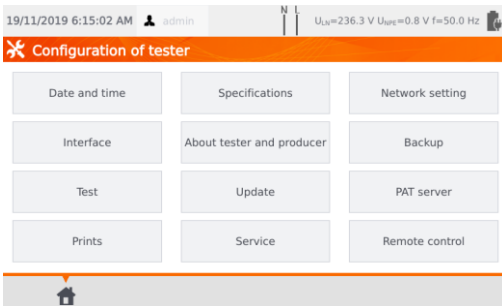 19/11/2019 6:15:02 AM admin N L ULN=236.3 V UNPE=0.8 V f=50.0 Hz
Configuration of tester
Date and time Specifications Network setting
Interface About tester and producer Backup
Test Update PAT server
Prints Service Remote control